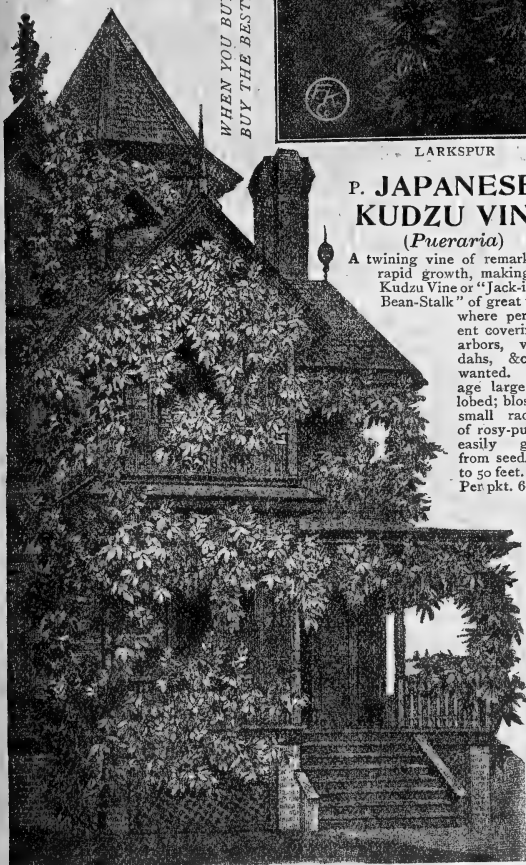 WHEN YOU BUY
BUY THE BEST
LARKSPUR
P. JAPANESE
KUDZU VIN
(Pueraria)
A twining vine of remark
rapid growth, making
Kudzu Vine or "Jack-i
Bean-Stalk" of great
where per
ent coveri
arbors, v
dahs, &c
wanted.
age large
lobed; blos
small rac
of rosy-pu
easily g
from seed
to 50 feet.
Per pkt. 6